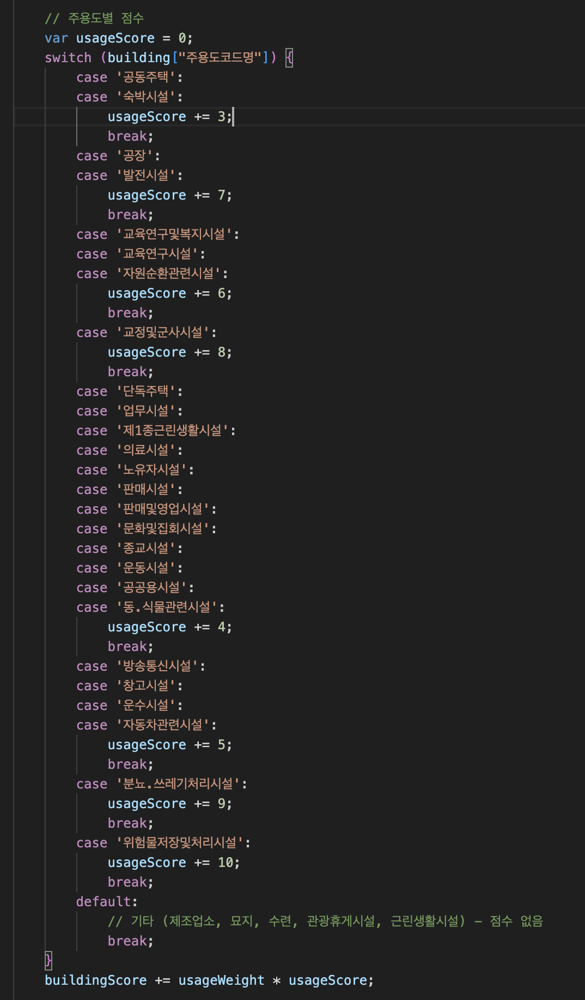 // 주용도별 점수
var usageScore = 0;
switch (building["주용도코드명"]) {
case '공동주택':
case '숙박시설':
usageScore += 3;
break;
case '공장':
case '발전시설':
usageScore += 7;
break;
case '교육연구및복지시설':
case '교육연구시설':
case '자원순환관련시설':
usageScore += 6;
break;
case '교정및군사시설':
usageScore += 8;
break;
case '단독주택':
case '업무시설':
case '제1종근린생활시설':
case '의료시설':
case '노유자시설':
case '판매시설':
case '판매및영업시설':
case '문화및집회시설':
case '종교시설':
case '운동시설':
case '공공용시설':
case '동.식물관련시설':
usageScore += 4;
break;
case '방송통신시설':
case '창고시설':
case '운수시설':
case '자동차관련시설':
usageScore += 5;
break;
case '분뇨.쓰레기처리시설':
usageScore += 9;
break;
case '위험물저장및처리시설':
usageScore += 10;
break;
default:
// 기타 (제조업소, 묘지, 수련, 관광휴게시설, 근린생활시설) - 점수 없음
break;
}
buildingScore += usageWeight * usageScore;